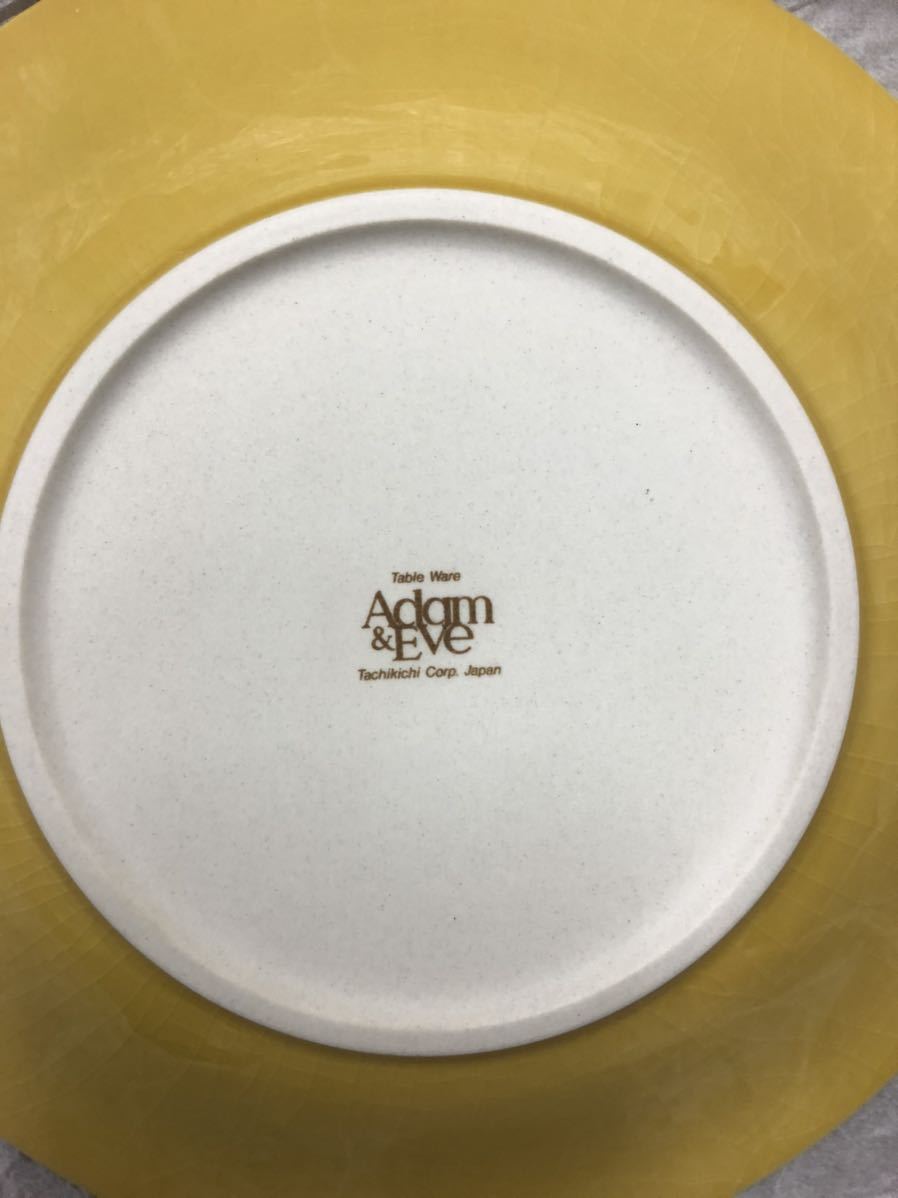 Table Ware
Adam
&Eve
Tachikichi Corp. Japan